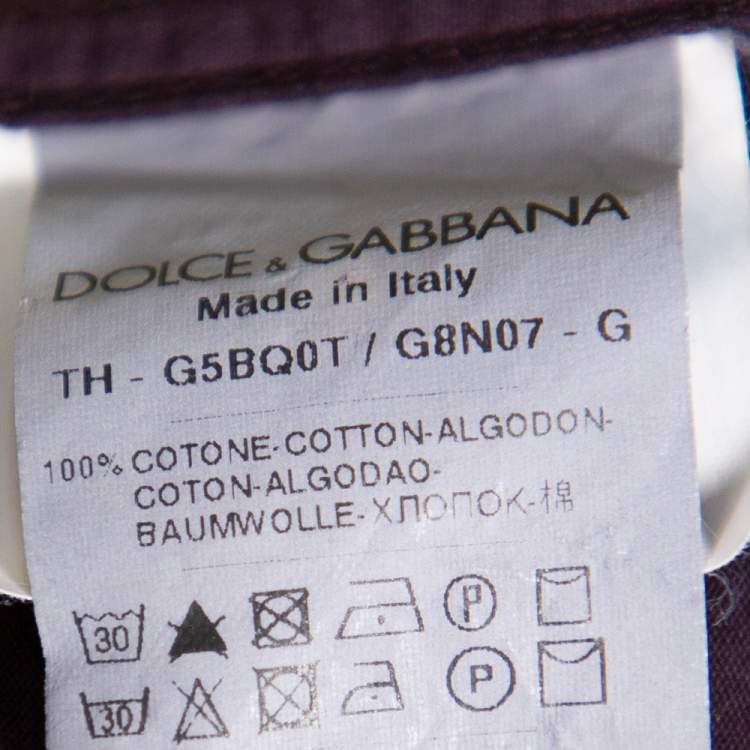 DOLCE & GABBANA
Made in Italy
TH - G5BQ0T / G8N07 - G
100% COTONE-COTTON-ALGODON-
COTON-ALGODAO-
BAUMWOLLE-ХЛОПОК-棉
30 P
30 P